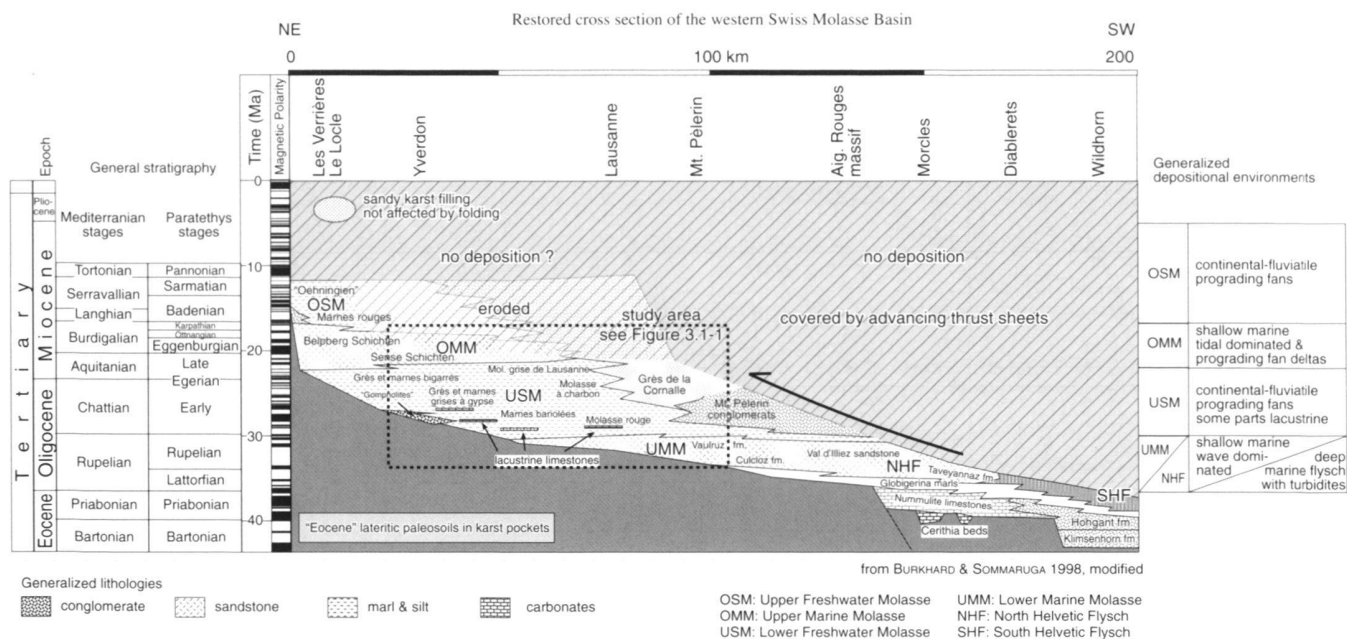 Restored cross section of the western Swiss Molasse Basin
NE
SW
0
100 km
200
Epoch
General stratigraphy
Time (Ma)
Magnetic Polarity
Les Verrières
Le Locle
Yverdon
Lausanne
Mt. Pèlerin
Aig. Rouges
massif
Morcles
Diablerets
Wildhorn
Generalized
depositional environments
Tertiary
Plio-
cene
Miocene
Oligocene
Eocene
Mediterranian
stages
Paratethys
stages
Tortonian
Pannonian
Serravallian
Sarmatian
Langhian
Badenian
Burdigalian
Karpathian
Ottnangian
Eggenburgian
Aquitanian
Late
Egerian
Chattian
Early
Rupelian
Rupelian
Lattorfian
Priabonian
Priabonian
Bartonian
Bartonian
0
10
20
30
40
sandy karst filling
not affected by folding
no deposition ?
no deposition
"Oehningien"
OSM
eroded
study area
see Figure 3.1-1
covered by advancing thrust sheets
Marnes rouges
Belpberg Schichten
OMM
Sense Schichten
Mol. grise de Lausanne
Grès et marnes bigarrés
Molasse
à charbon
Grès de la
Cornalle
"Gompholites"
Grès et marnes
grises à gypse
USM
Marnes bariolées
Molasse rouge
Mt. Pèlerin
conglomerats
lacustrine limestones
UMM
Vaulruz fm.
Cucloz fm.
Val d'Illiez sandstone
NHF
Taveyannaz fm.
Globigerina marls
Nummulite limestones
SHF
Cerithia beds
Hohgant fm.
Klimsenhorn fm.
"Eocene" lateritic paleosoils in karst pockets
OSM
continental-fluviatile
prograding fans
OMM
shallow marine
tidal dominated &
prograding fan deltas
USM
continental-fluviatile
prograding fans
some parts lacustrine
UMM
NHF
shallow marine
wave domi-
nated
deep
marine flysch
with turbidites
from BURKHARD & SOMMARUGA 1998, modified
Generalized lithologies
conglomerate
sandstone
marl & silt
carbonates
OSM: Upper Freshwater Molasse
OMM: Upper Marine Molasse
USM: Lower Freshwater Molasse
UMM: Lower Marine Molasse
NHF: North Helvetic Flysch
SHF: South Helvetic Flysch